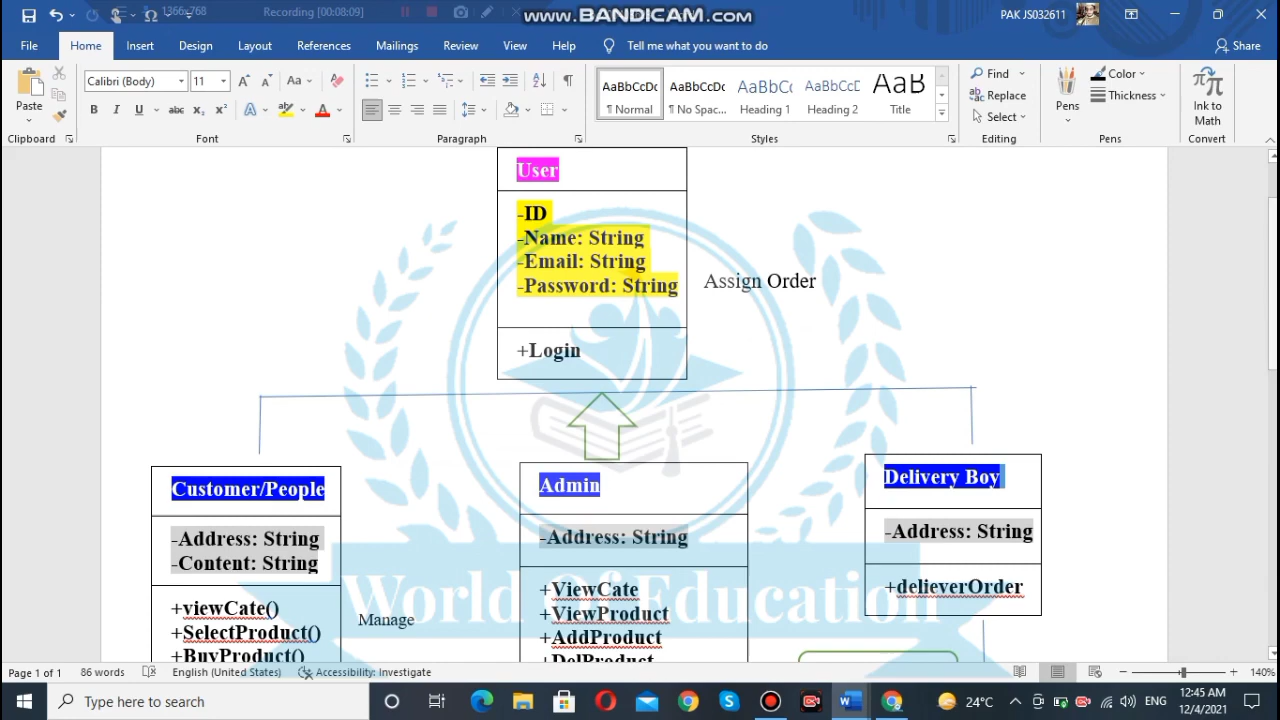 1366x768
Recording [00:08:09]
www.BANDICAM.com
PAK JS032611
File Home Insert Design Layout References Mailings Review View Help Tell me what you want to do Share
Paste
Calibri (Body) 11
AaBbCcDc AaBbCcDc AaBbCc AaBbCcC AaB
¶ Normal ¶ No Spac... Heading 1 Heading 2 Title
Find
Replace
Select
Pens
Color
Thickness
Ink to Math
Clipboard Font Paragraph Styles Editing Pens Convert
User
-ID
-Name: String
-Email: String
-Password: String
Assign Order
+Login
Customer/People
-Address: String
-Content: String
+viewCate()
+SelectProduct()
+BuyProduct()
Manage
Admin
-Address: String
+ViewCate
+ViewProduct
+AddProduct
+DelProduct
Delivery Boy
-Address: String
+delieverOrder
World Of Education
Page 1 of 1 86 words English (United States) Accessibility: Investigate 140%
Type here to search
24°C ENG
12:45 AM
12/4/2021